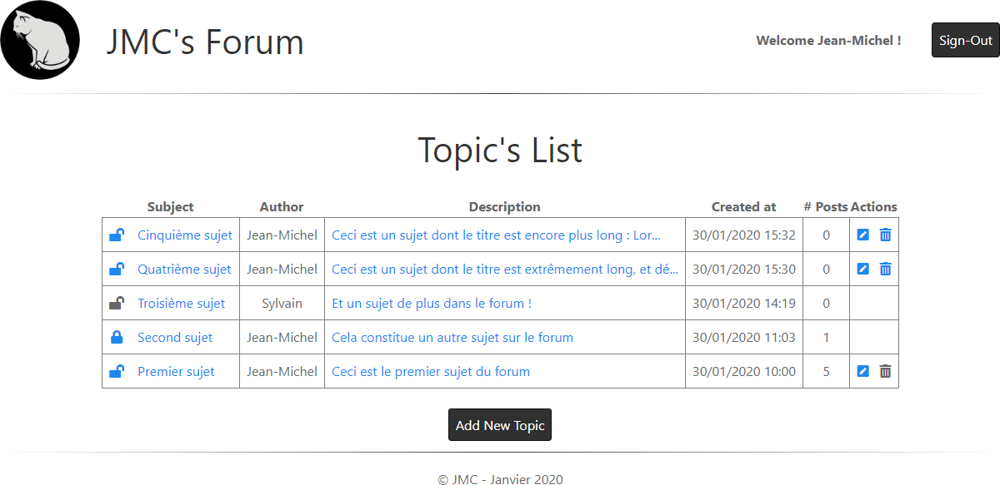 JMC's Forum
Welcome Jean-Michel !
Sign-Out
Topic's List
Subject Author Description Created at # Posts Actions
Cinquième sujet Jean-Michel Ceci est un sujet dont le titre est encore plus long : Lor... 30/01/2020 15:32 0
Quatrième sujet Jean-Michel Ceci est un sujet dont le titre est extrêmement long, et dé... 30/01/2020 15:30 0
Troisième sujet Sylvain Et un sujet de plus dans le forum ! 30/01/2020 14:19 0
Second sujet Jean-Michel Cela constitue un autre sujet sur le forum 30/01/2020 11:03 1
Premier sujet Jean-Michel Ceci est le premier sujet du forum 30/01/2020 10:00 5
Add New Topic
© JMC - Janvier 2020